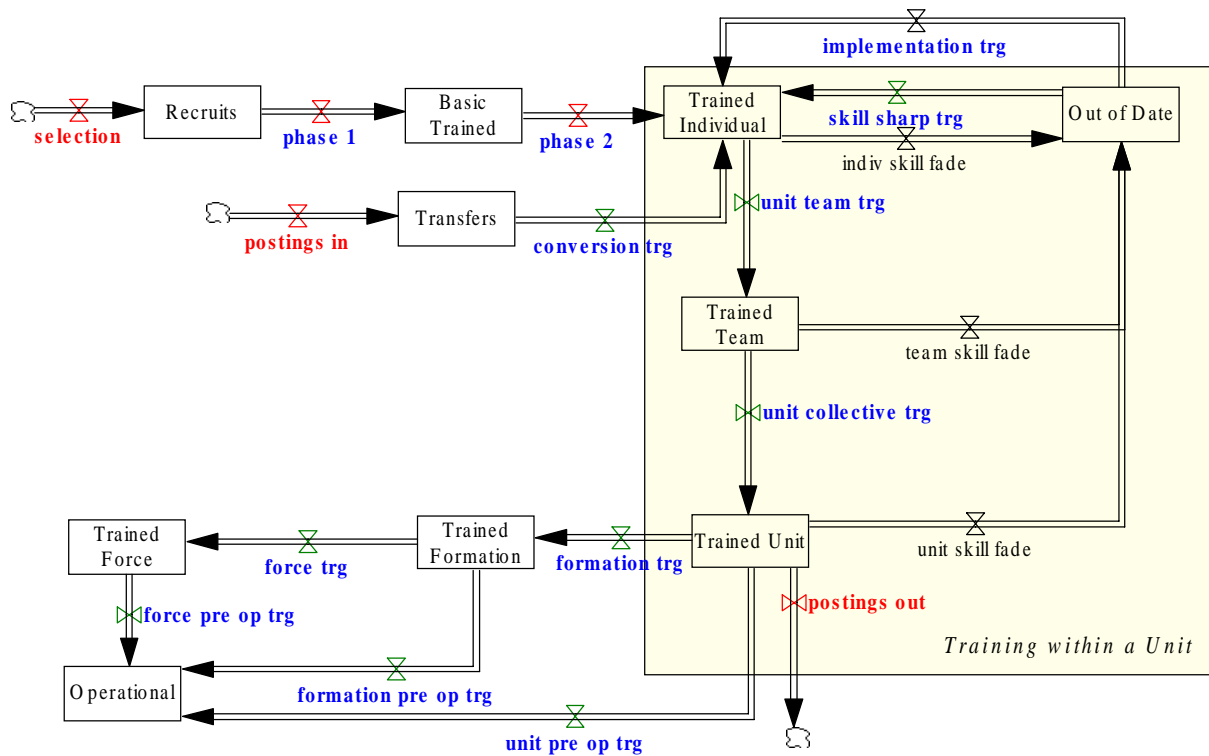 implementation trg
Recruits
Basic
Trained
Trained
Individual
Out of Date
selection
phase 1
phase 2
skill sharp trg
indiv skill fade
unit team trg
Transfers
postings in
conversion trg
Trained
Team
team skill fade
unit collective trg
Trained
Force
Trained
Formation
Trained Unit
force trg
formation trg
unit skill fade
force pre op trg
postings out
Training within a Unit
Operational
formation pre op trg
unit pre op trg